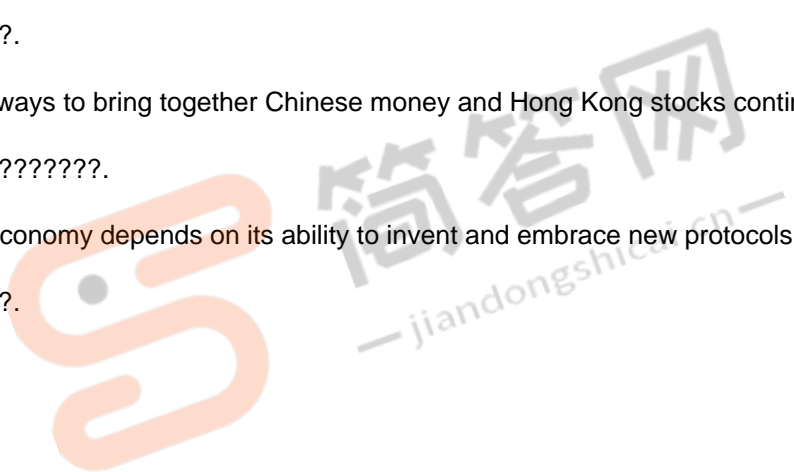 ?.
ways to bring together Chinese money and Hong Kong stocks contin
???????.
conomy depends on its ability to invent and embrace new protocols
?.
简答网
— jiandongshicai.cn —